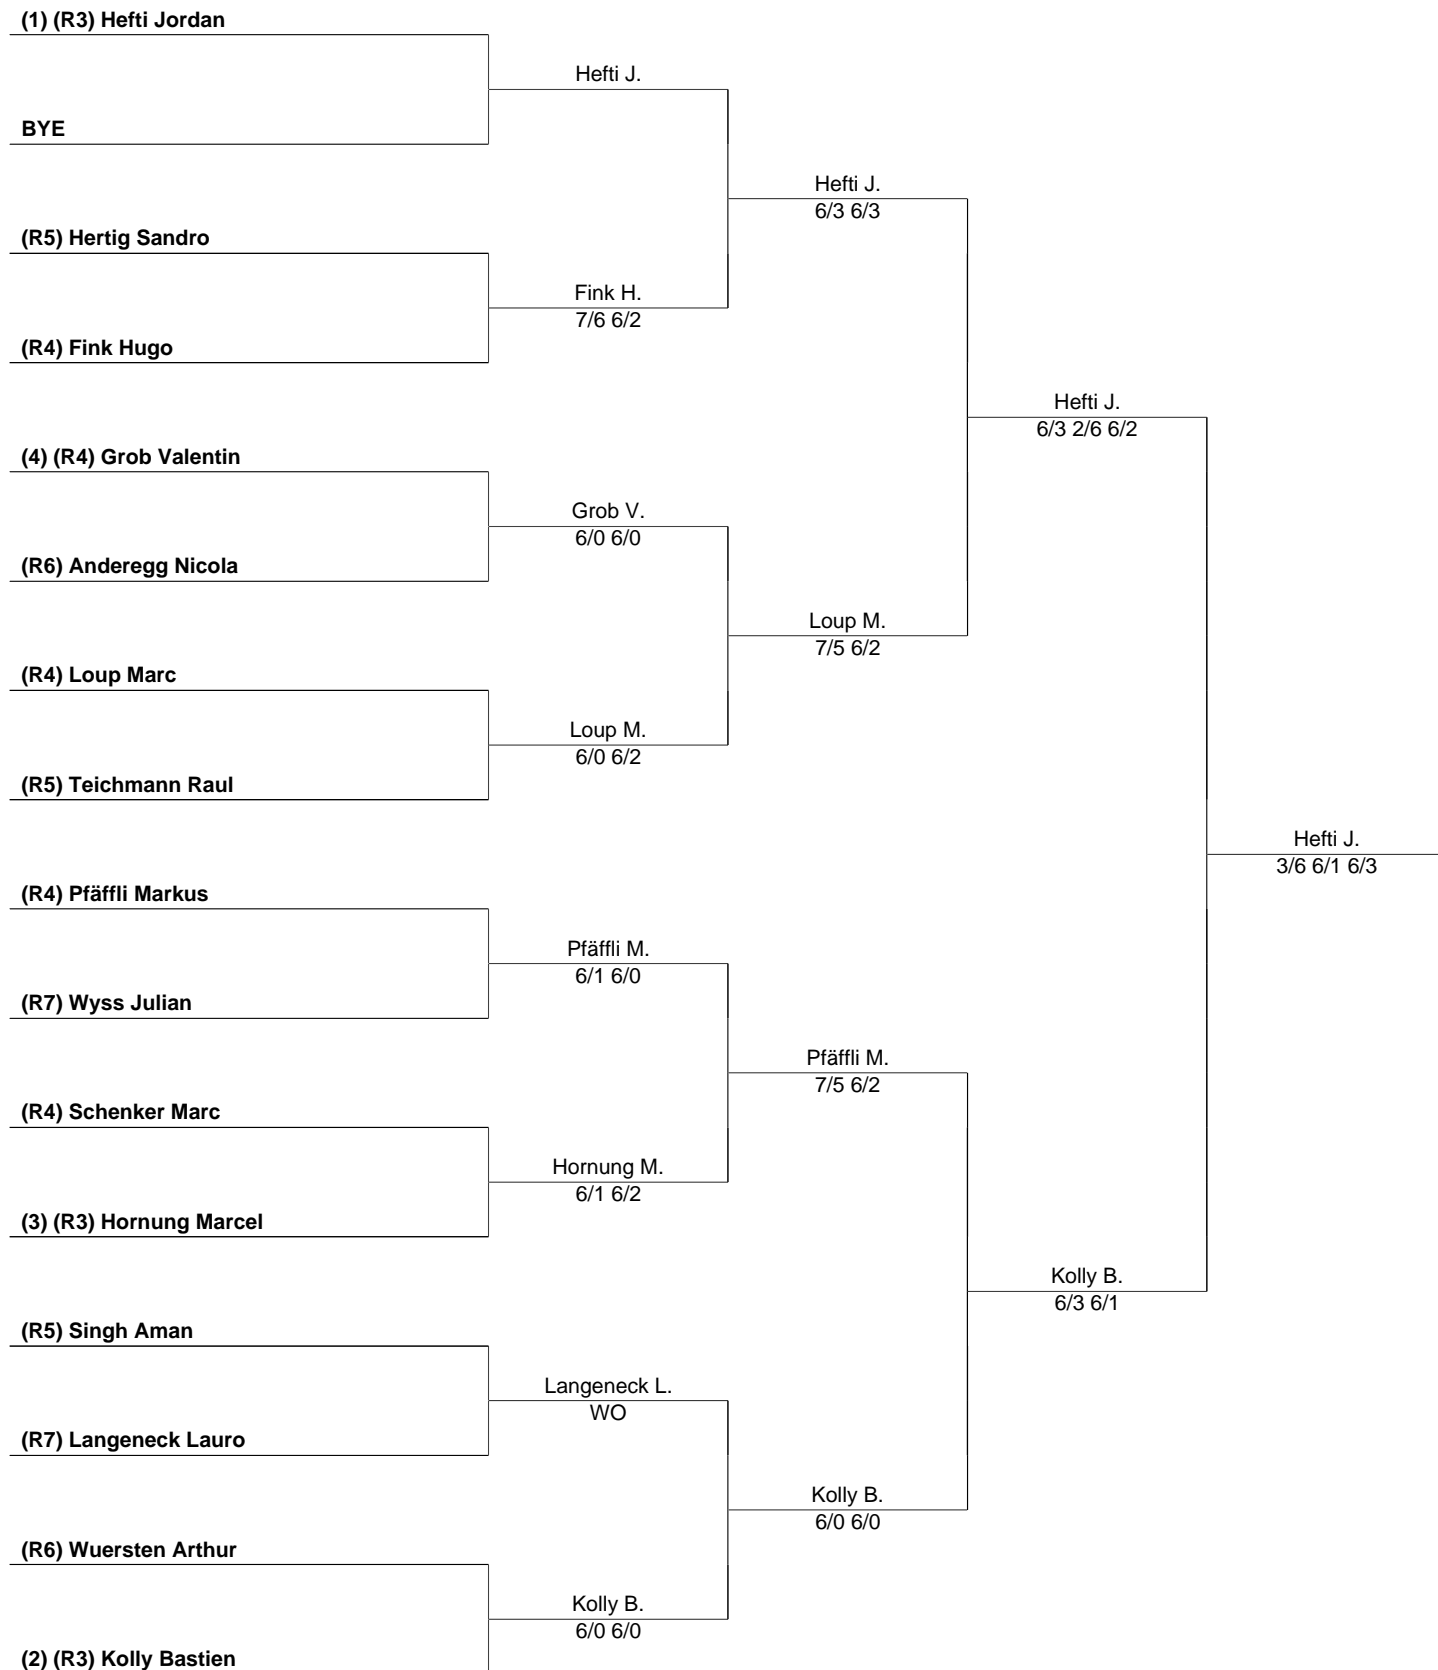 (1) (R3) Hefti Jordan
Hefti J.
BYE
Hefti J.
6/3 6/3
(R5) Hertig Sandro
Fink H.
7/6 6/2
(R4) Fink Hugo
Hefti J.
6/3 2/6 6/2
(4) (R4) Grob Valentin
Grob V.
6/0 6/0
(R6) Anderegg Nicola
Loup M.
7/5 6/2
(R4) Loup Marc
Loup M.
6/0 6/2
(R5) Teichmann Raul
Hefti J.
3/6 6/1 6/3
(R4) Pfäffli Markus
Pfäffli M.
6/1 6/0
(R7) Wyss Julian
Pfäffli M.
7/5 6/2
(R4) Schenker Marc
Hornung M.
6/1 6/2
(3) (R3) Hornung Marcel
Kolly B.
6/3 6/1
(R5) Singh Aman
Langeneck L.
WO
(R7) Langeneck Lauro
Kolly B.
6/0 6/0
(R6) Wuersten Arthur
Kolly B.
6/0 6/0
(2) (R3) Kolly Bastien